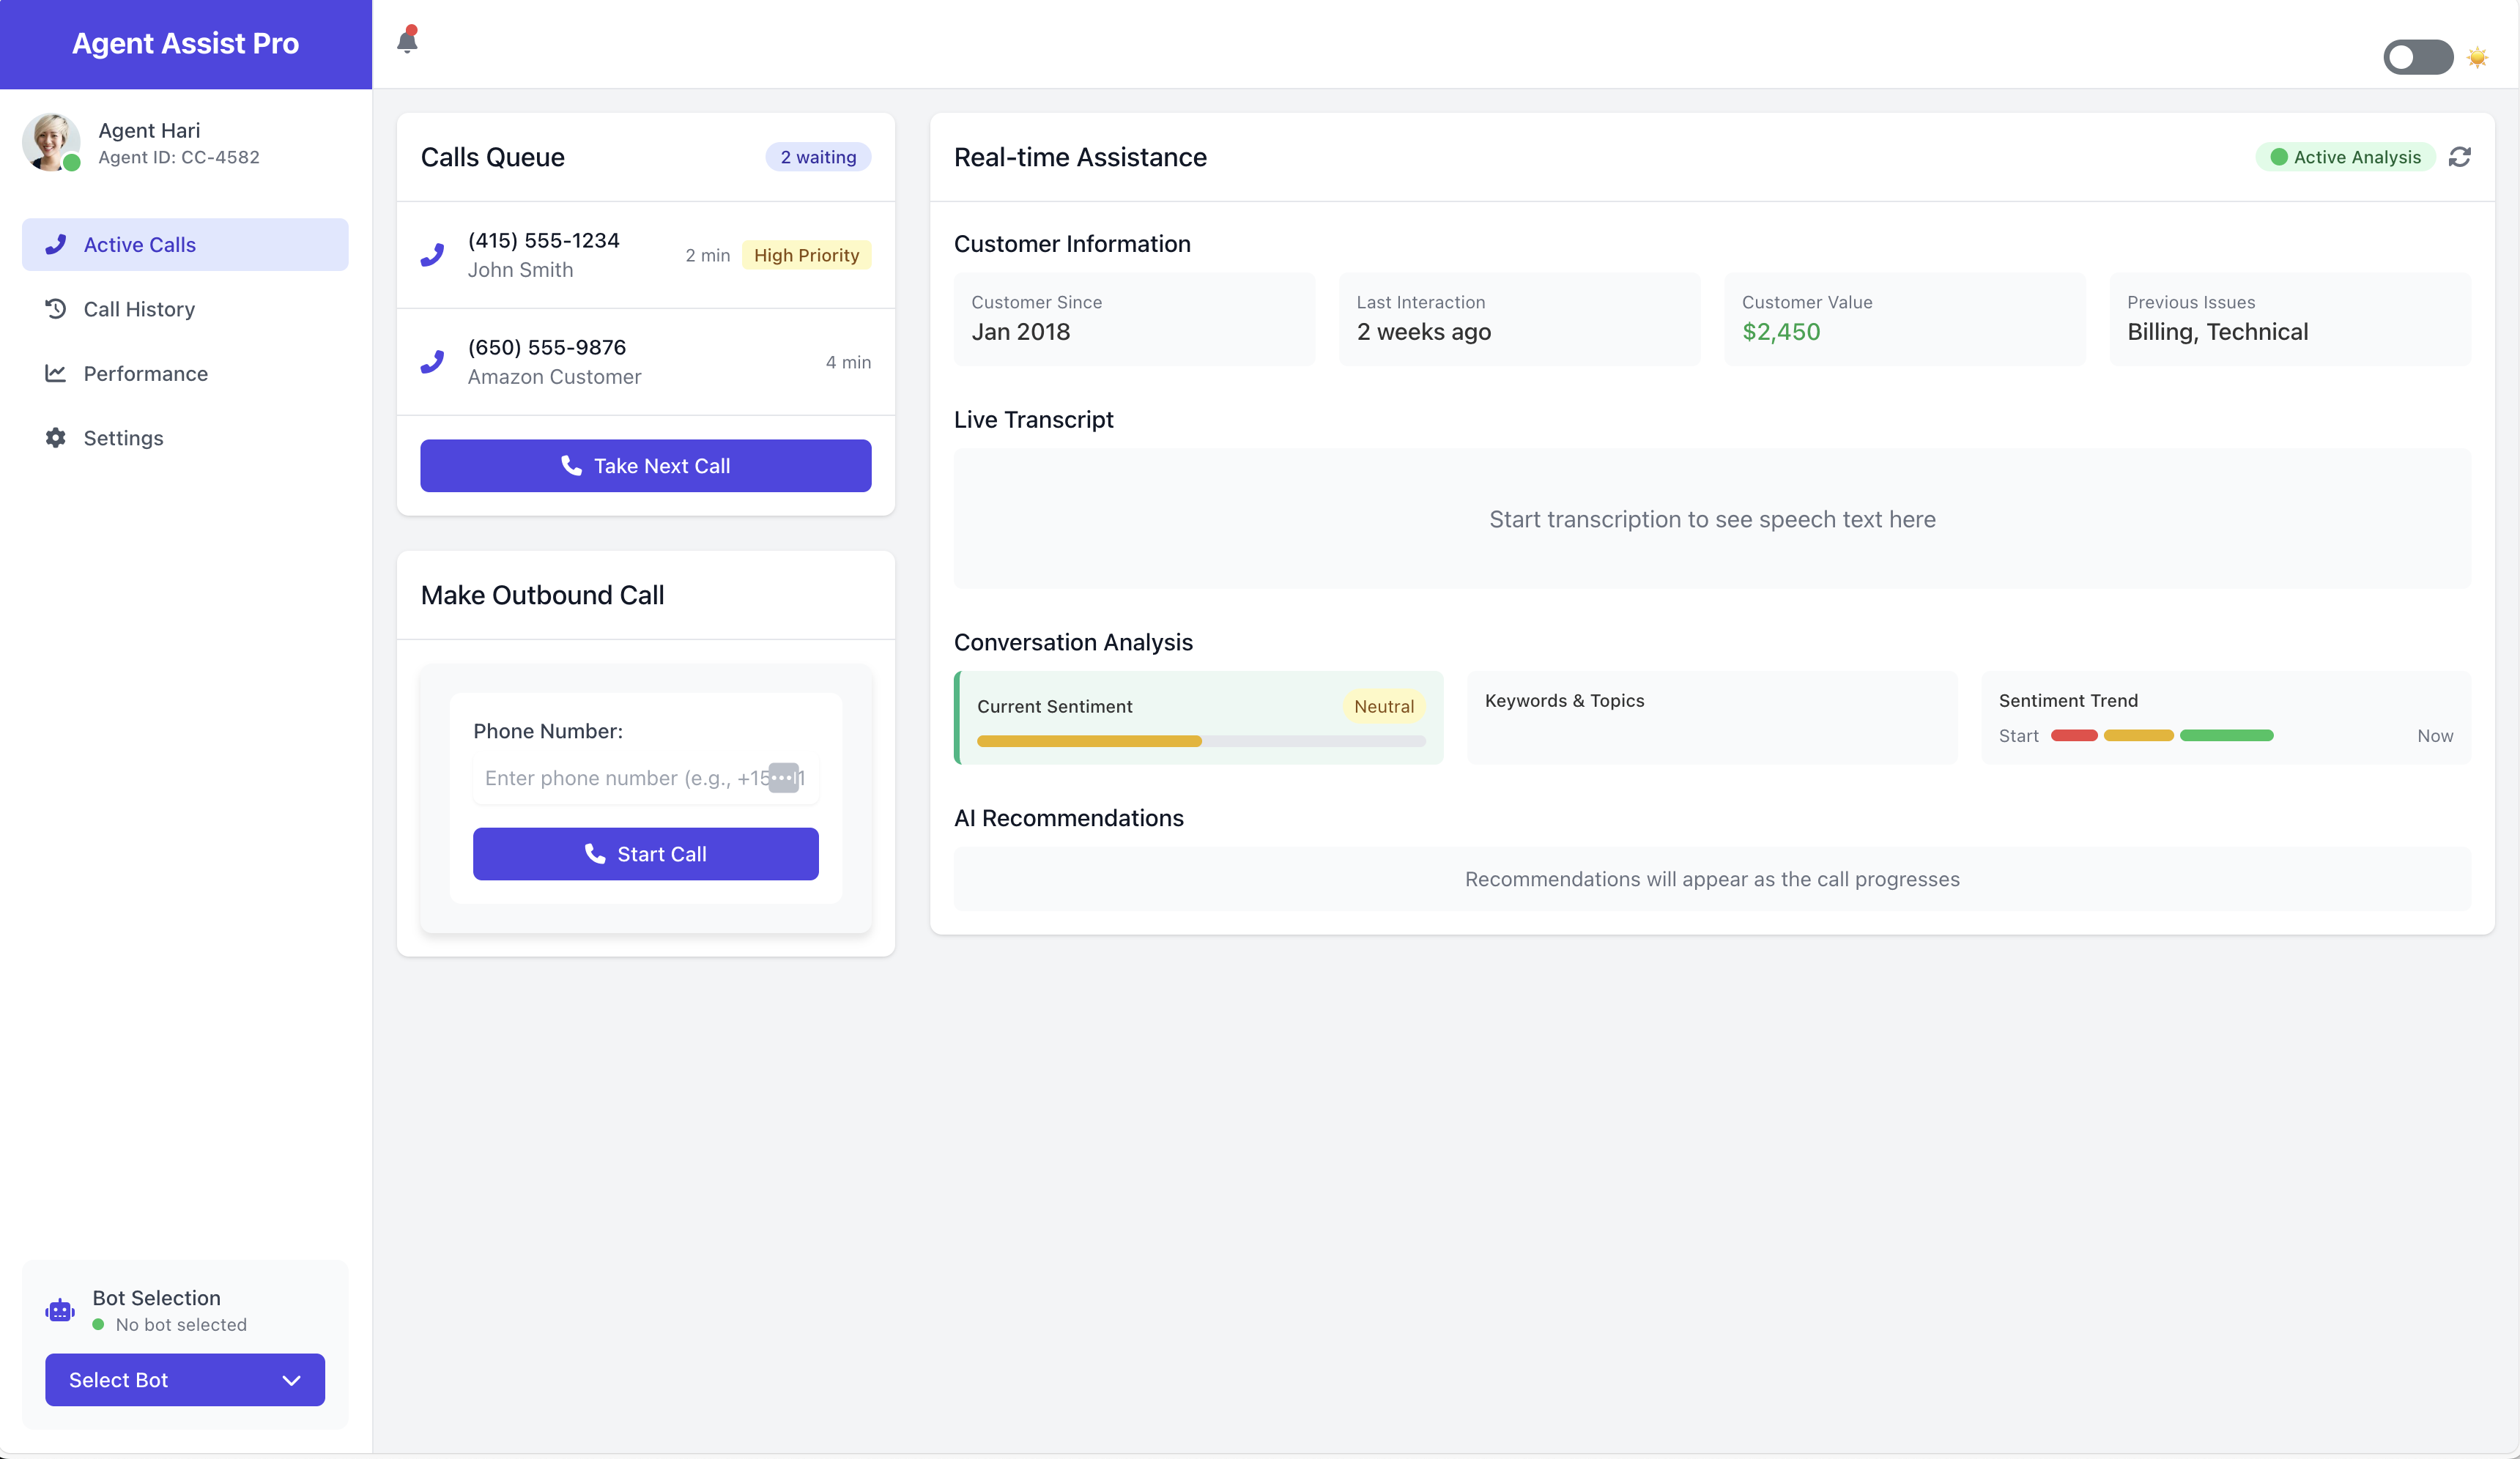 Agent Assist Pro
Agent Hari
Agent ID: CC-4582
Active Calls
Call History
Performance
Settings
Bot Selection
No bot selected
Select Bot
Calls Queue
2 waiting
(415) 555-1234
John Smith
2 min
High Priority
(650) 555-9876
Amazon Customer
4 min
Take Next Call
Make Outbound Call
Phone Number:
Enter phone number (e.g., +15
Start Call
Real-time Assistance
Active Analysis
Customer Information
Customer Since
Jan 2018
Last Interaction
2 weeks ago
Customer Value
$2,450
Previous Issues
Billing, Technical
Live Transcript
Start transcription to see speech text here
Conversation Analysis
Current Sentiment
Neutral
Keywords & Topics
Sentiment Trend
Start
Now
AI Recommendations
Recommendations will appear as the call progresses